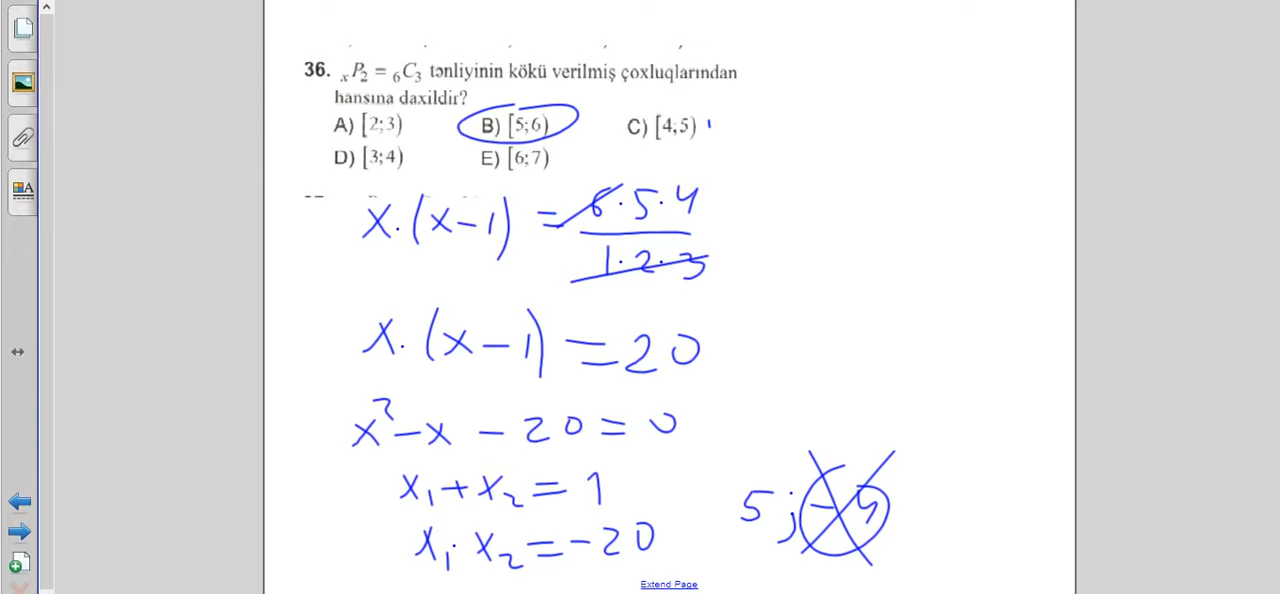 36. ₓP₂ = ₆C₃ tənliyinin kökü verilmiş çoxluqlarından
hansına daxildir?
A) [2;3) B) [5;6) C) [4;5)
D) [3;4) E) [6;7)
x·(x-1) = 6·5·4 / 1·2·3
x·(x-1) = 20
x² - x - 20 = 0
x₁ + x₂ = 1
x₁·x₂ = -20
5;
Extend Page